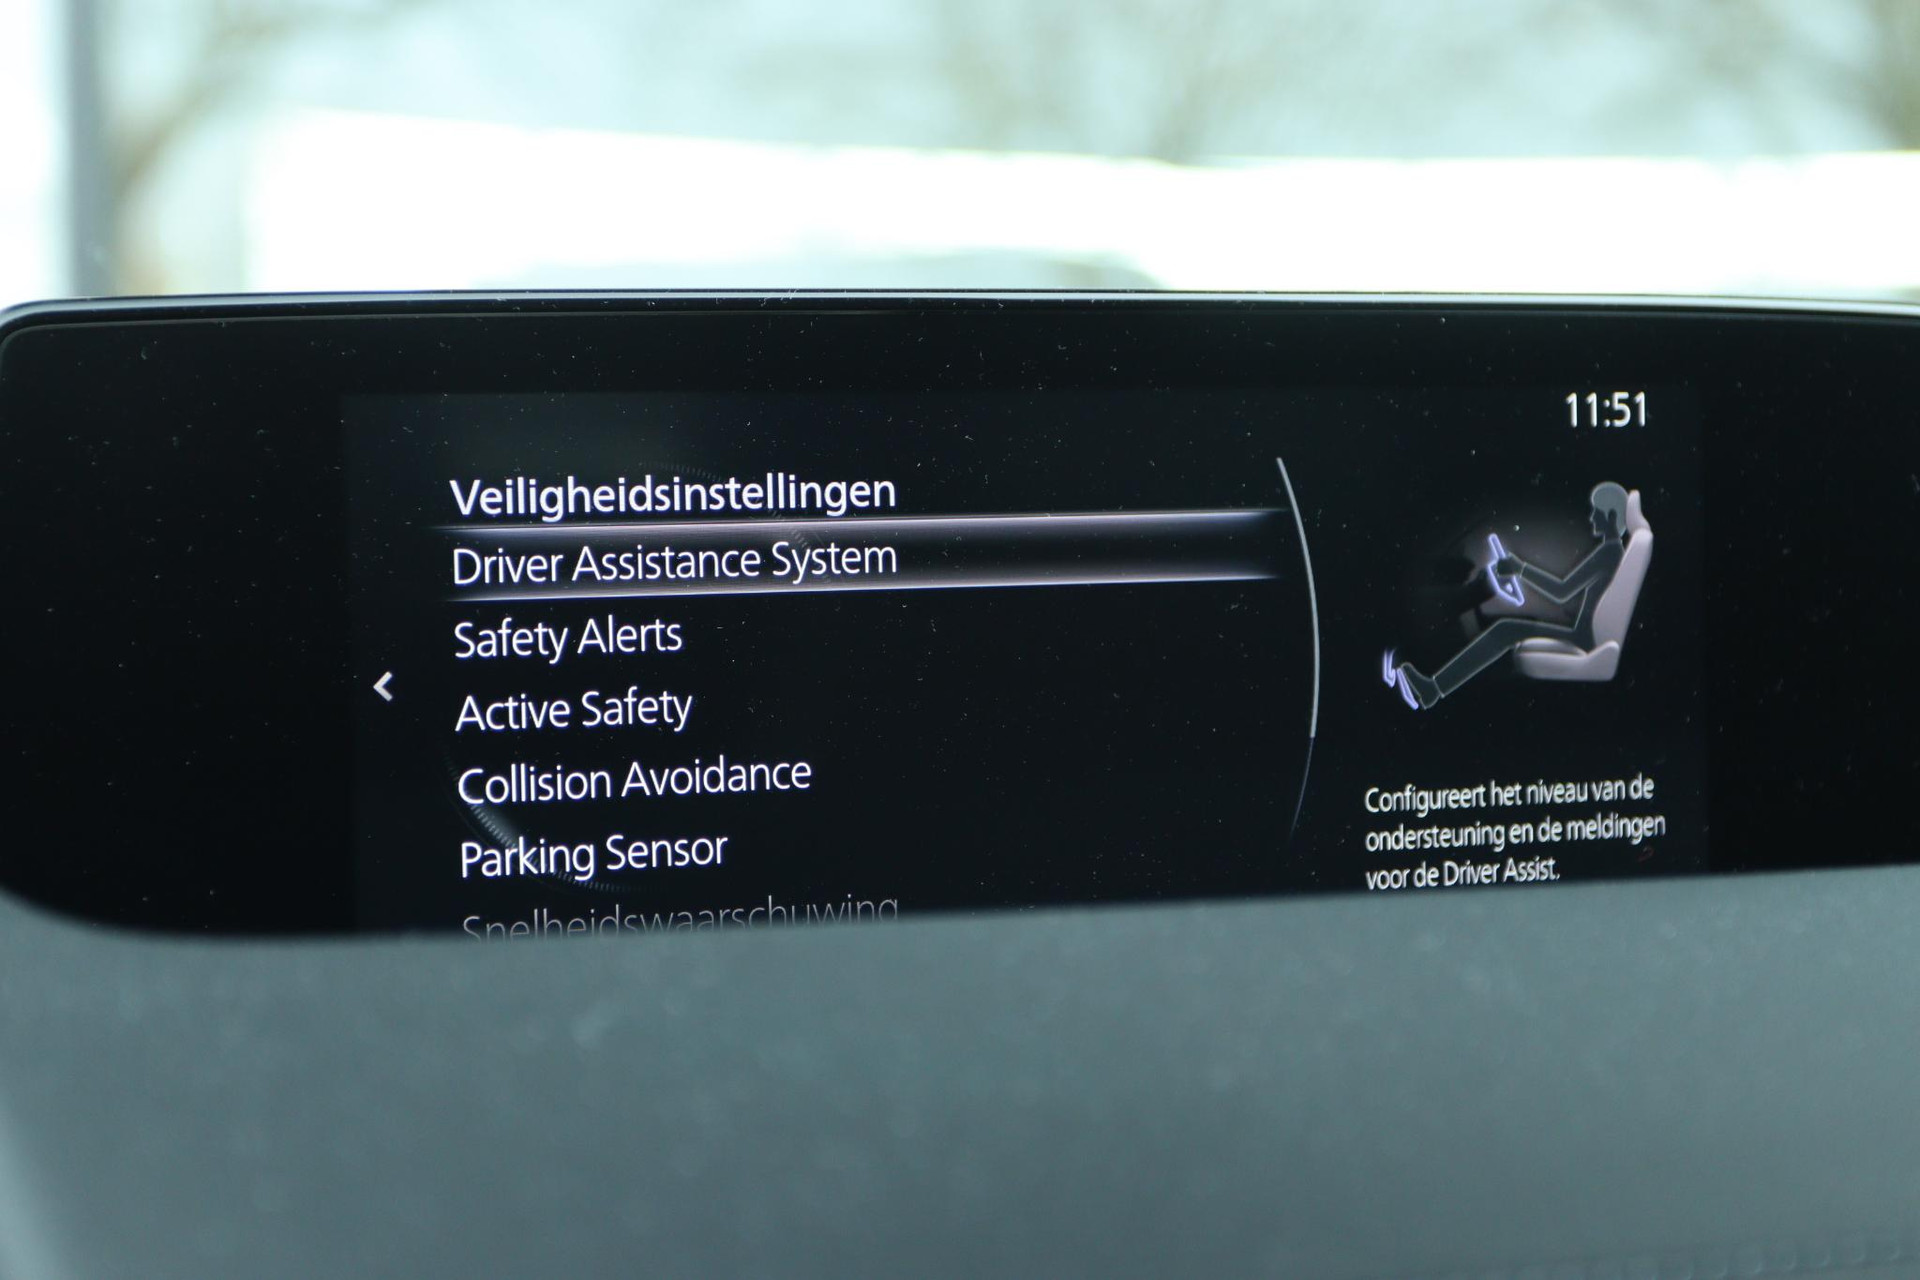 11:51
Veiligheidsinstellingen
Driver Assistance System
Safety Alerts
Active Safety
Collision Avoidance
Parking Sensor
Snelheidswaarschuwing
Configureert het niveau van de
ondersteuning en de meldingen
voor de Driver Assist.